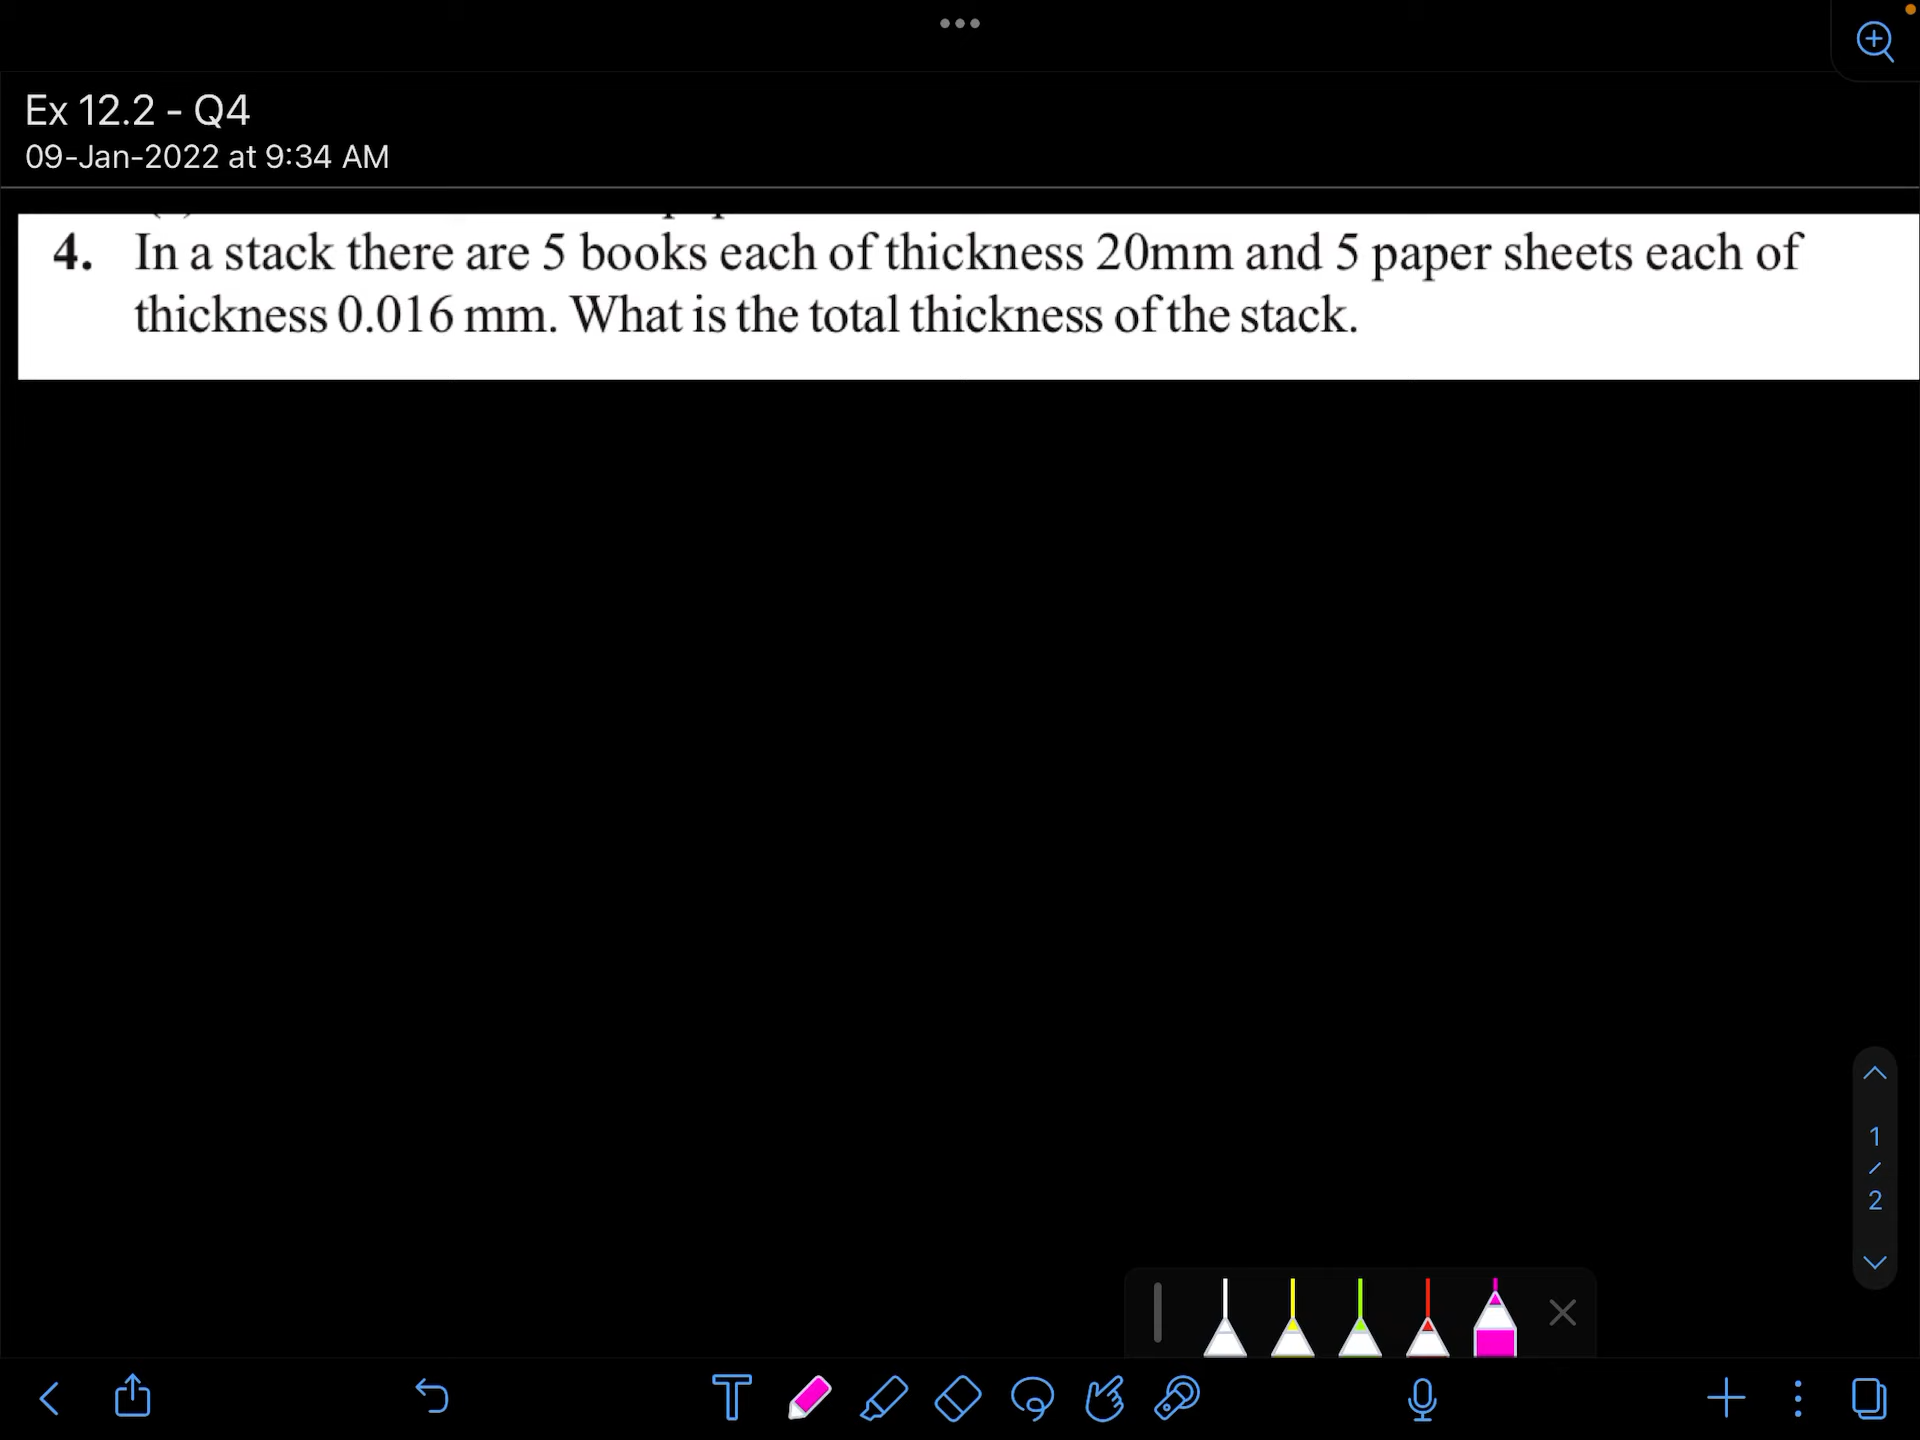 Ex 12.2 - Q4
09-Jan-2022 at 9:34 AM
4. In a stack there are 5 books each of thickness 20mm and 5 paper sheets each of
thickness 0.016 mm. What is the total thickness of the stack.
1
/
2